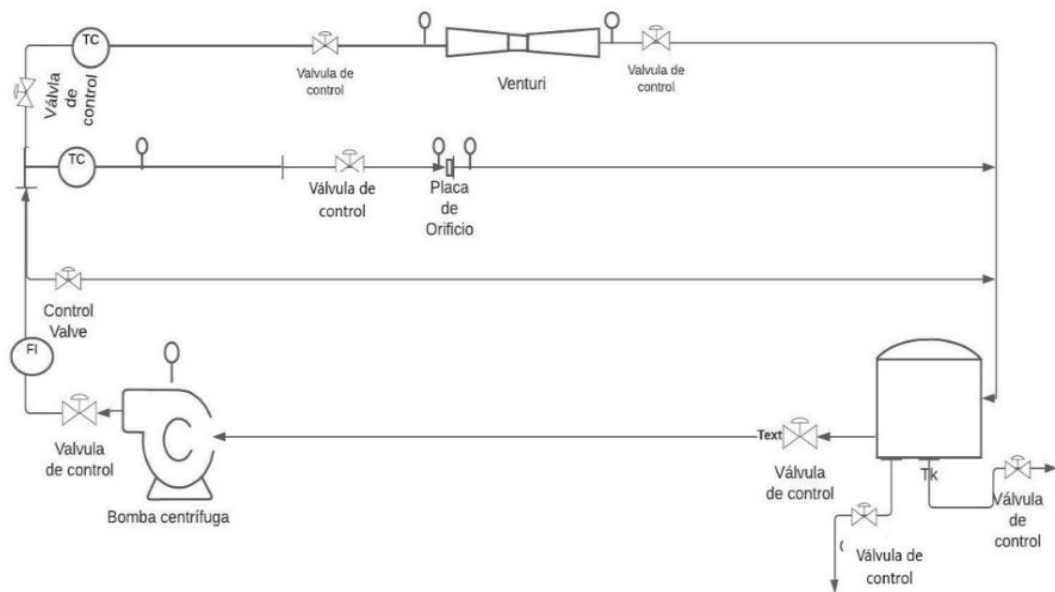 TC
Valvula de
control
Venturi
Valvula de
control
Válvla
de
control
TC
Válvula de
control
Placa
de
Orificio
Control
Valve
FI
Valvula
de control
Bomba centrífuga
Text
Válvula
de control
Tk
Válvula
de
control
(
Válvula de
control